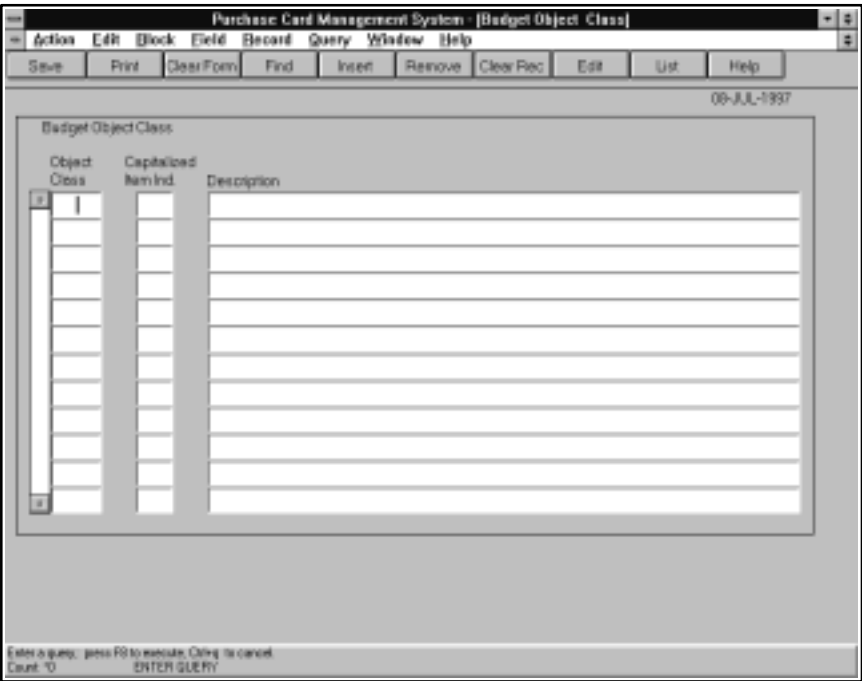 Purchase Card Management System - [Budget Object Class]
Action Edit Block Field Record Query Window Help
Save Print Clear Form Find Insert Remove Clear Rec Edit List Help
08-JUL-1997
Budget Object Class
Object Capitalized
Class Item Ind. Description
Enter a query; press F8 to execute, Ctrl+q to cancel.
Count: *0 ENTER QUERY